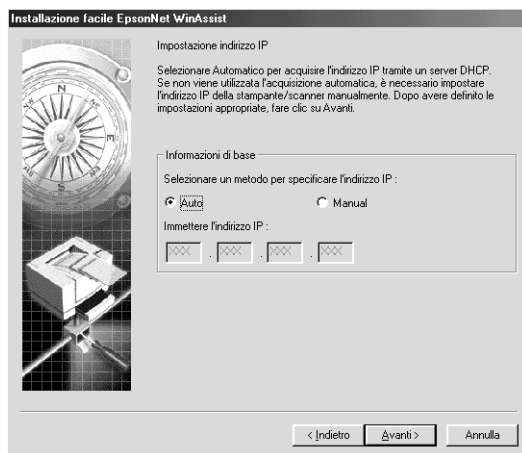 Installazione facile EpsonNet WinAssist
Impostazione indirizzo IP
Selezionare Automatico per acquisire l'indirizzo IP tramite un server DHCP.
Se non viene utilizzata l'acquisizione automatica, è necessario impostare
l'indirizzo IP della stampante/scanner manualmente. Dopo avere definito le
impostazioni appropriate, fare clic su Avanti.
Informazioni di base
Selezionare un metodo per specificare l'indirizzo IP :
Auto Manual
Immettere l'indirizzo IP :
XXX . XXX . XXX . XXX
N
NE
E
S
SW
W
NW
< Indietro Avanti > Annulla